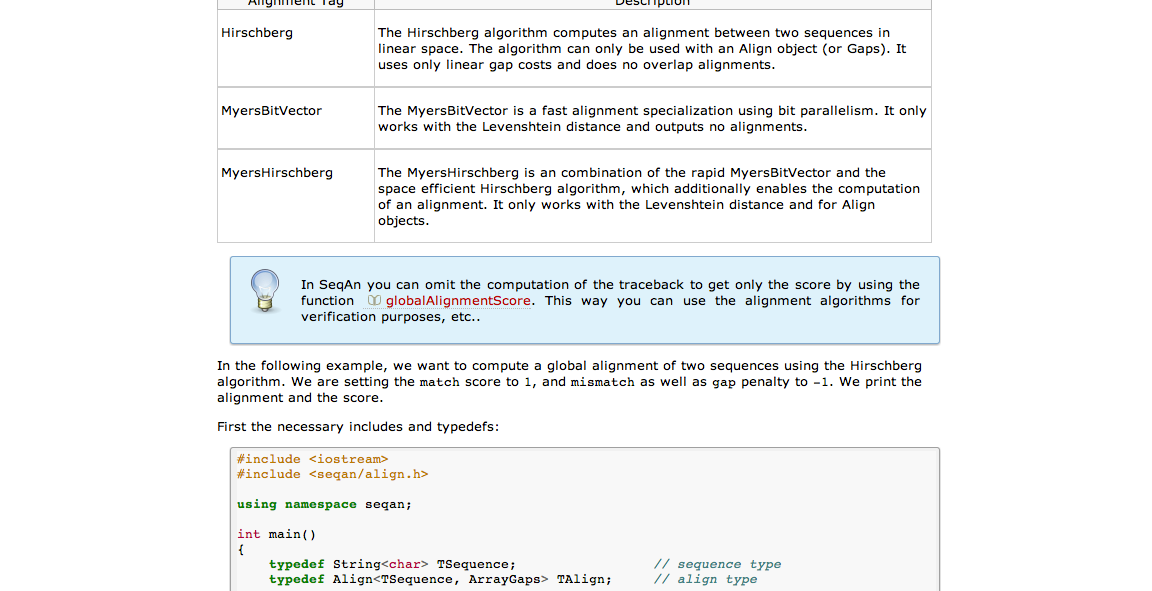 Alignment Tag Description
Hirschberg
The Hirschberg algorithm computes an alignment between two sequences in
linear space. The algorithm can only be used with an Align object (or Gaps). It
uses only linear gap costs and does no overlap alignments.
MyersBitVector
The MyersBitVector is a fast alignment specialization using bit parallelism. It only
works with the Levenshtein distance and outputs no alignments.
MyersHirschberg
The MyersHirschberg is an combination of the rapid MyersBitVector and the
space efficient Hirschberg algorithm, which additionally enables the computation
of an alignment. It only works with the Levenshtein distance and for Align
objects.
In SeqAn you can omit the computation of the traceback to get only the score by using the
function globalAlignmentScore. This way you can use the alignment algorithms for
verification purposes, etc..
In the following example, we want to compute a global alignment of two sequences using the Hirschberg
algorithm. We are setting the match score to 1, and mismatch as well as gap penalty to -1. We print the
alignment and the score.
First the necessary includes and typedefs:
#include <iostream>
#include <seqan/align.h>
using namespace seqan;
int main()
{
typedef String<char> TSequence; // sequence type
typedef Align<TSequence, ArrayGaps> TAlign; // align type